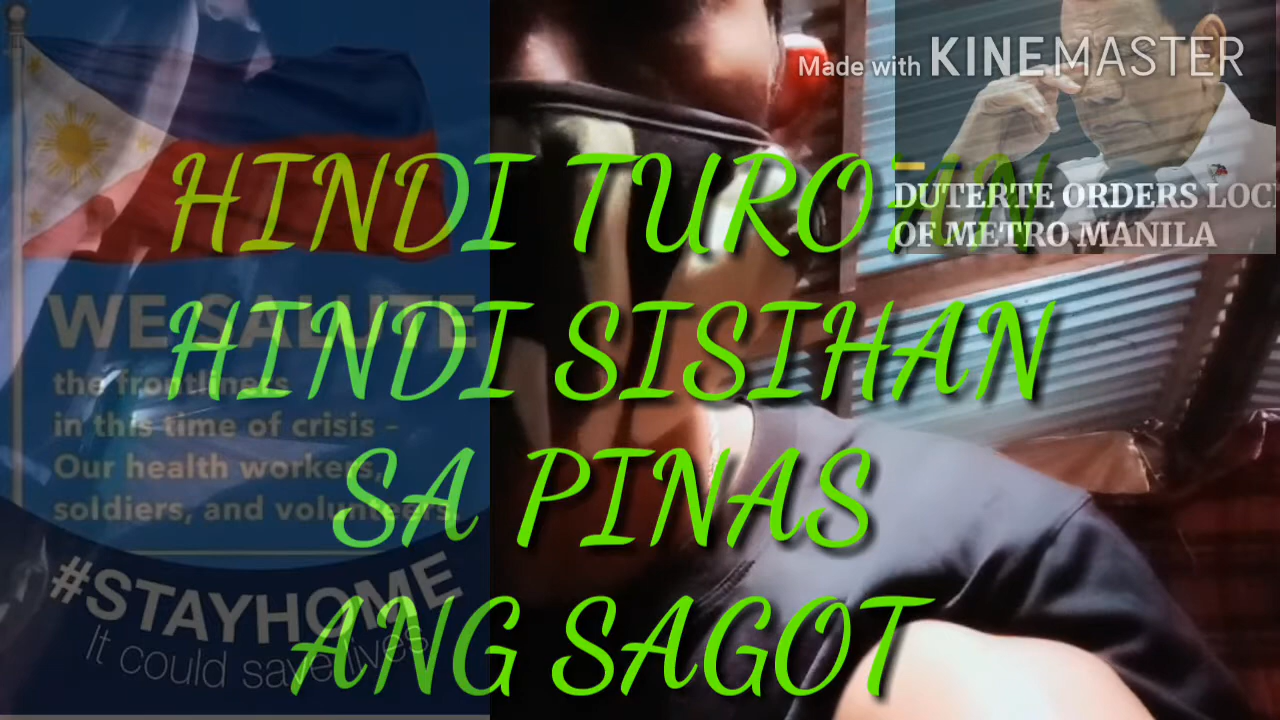 Made with KINEMASTER
DUTERTE ORDERS LOC
OF METRO MANILA
HINDI TUROAN
HINDI SISIHAN
SA PINAS
ANG SAGOT
WE SALUTE
the frontliners
in this time of crisis –
Our health workers,
soldiers, and volunteers.
#STAYHOME
It could save lives